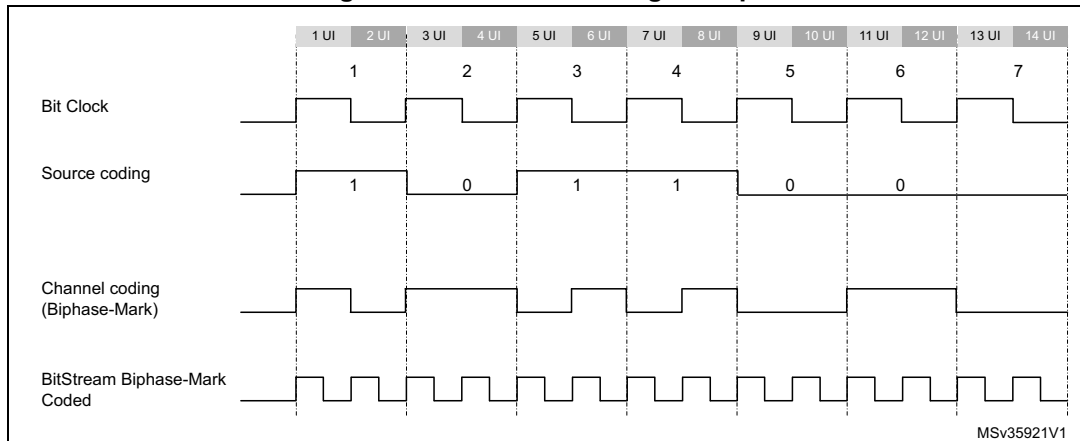 1 UI 2 UI 3 UI 4 UI 5 UI 6 UI 7 UI 8 UI 9 UI 10 UI 11 UI 12 UI 13 UI 14 UI
1 2 3 4 5 6 7
Bit Clock
Source coding
1 0 1 1 0 0
Channel coding
(Biphase-Mark)
BitStream Biphase-Mark
Coded
MSv35921V1